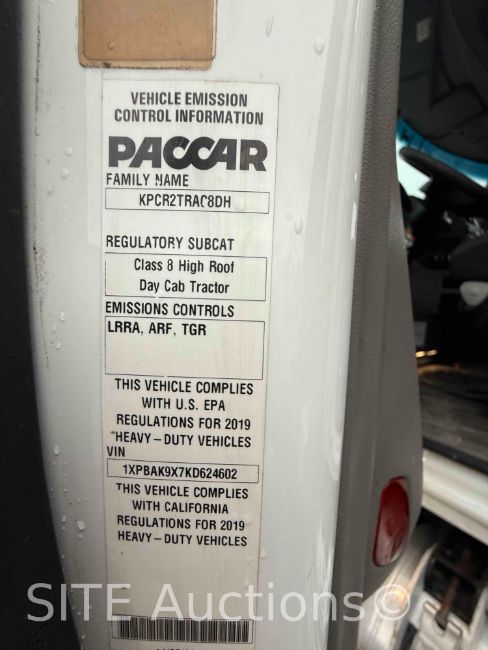 VEHICLE EMISSION
CONTROL INFORMATION
PACCAR
FAMILY NAME
KPCR2TRAC8DH
REGULATORY SUBCAT
Class 8 High Roof
Day Cab Tractor
EMISSIONS CONTROLS
LRRA, ARF, TGR
THIS VEHICLE COMPLIES
WITH U.S. EPA
REGULATIONS FOR 2019
HEAVY-DUTY VEHICLES
VIN
1XPBAK9X7KD624602
THIS VEHICLE COMPLIES
WITH CALIFORNIA
REGULATIONS FOR 2019
HEAVY-DUTY VEHICLES
SITE Auctions©